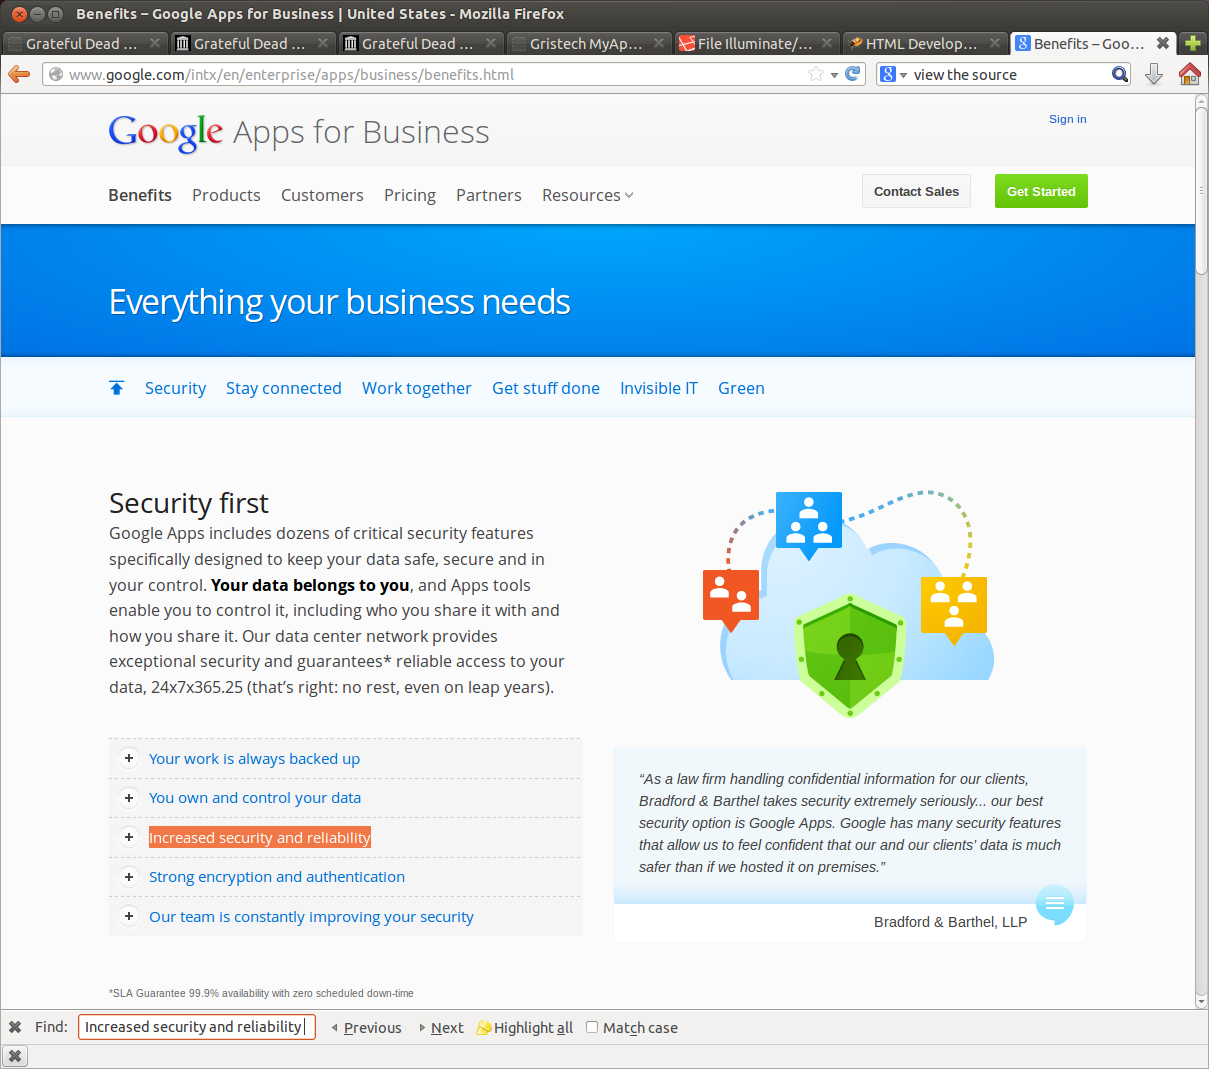 Benefits – Google Apps for Business | United States - Mozilla Firefox
Grateful Dead ...
Grateful Dead ...
Grateful Dead ...
Gristech MyAp...
File Illuminate/...
HTML Develop...
Benefits – Goo...
www.google.com/intx/en/enterprise/apps/business/benefits.html
view the source
Google Apps for Business
Sign in
Benefits Products Customers Pricing Partners Resources
Contact Sales
Get Started
Everything your business needs
Security Stay connected Work together Get stuff done Invisible IT Green
Security first
Google Apps includes dozens of critical security features
specifically designed to keep your data safe, secure and in
your control. Your data belongs to you, and Apps tools
enable you to control it, including who you share it with and
how you share it. Our data center network provides
exceptional security and guarantees* reliable access to your
data, 24x7x365.25 (that’s right: no rest, even on leap years).
Your work is always backed up
You own and control your data
Increased security and reliability
Strong encryption and authentication
Our team is constantly improving your security
“As a law firm handling confidential information for our clients,
Bradford & Barthel takes security extremely seriously... our best
security option is Google Apps. Google has many security features
that allow us to feel confident that our and our clients’ data is much
safer than if we hosted it on premises.”
Bradford & Barthel, LLP
*SLA Guarantee 99.9% availability with zero scheduled down-time
Find: Increased security and reliability Previous Next Highlight all Match case